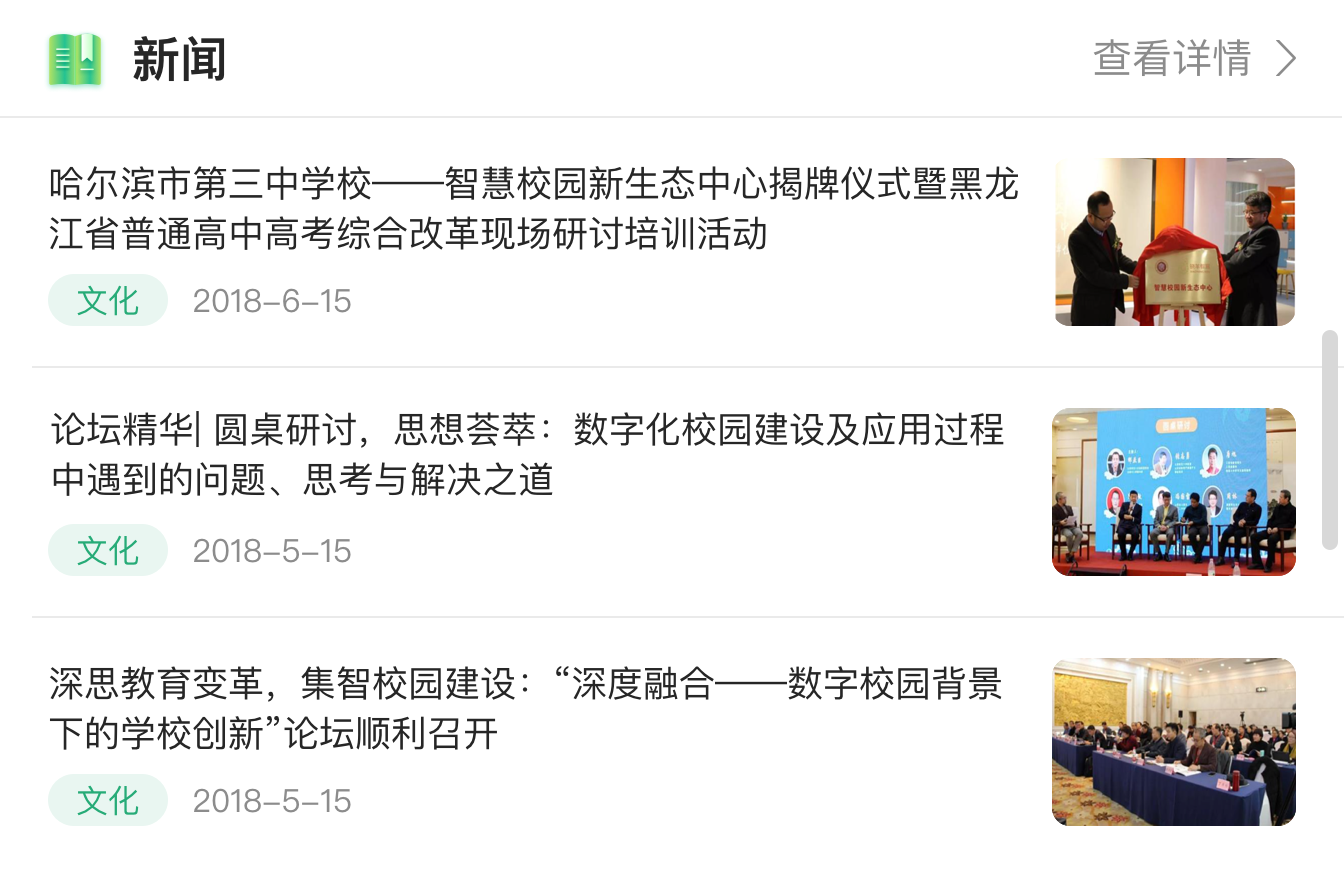 新闻
查看详情
哈尔滨市第三中学校——智慧校园新生态中心揭牌仪式暨黑龙
江省普通高中高考综合改革现场研讨培训活动
文化
2018-6-15
智慧校园新生态中心
论坛精华| 圆桌研讨，思想荟萃：数字化校园建设及应用过程
中遇到的问题、思考与解决之道
文化
2018-5-15
圆桌研讨
深思教育变革，集智校园建设：“深度融合——数字校园背景
下的学校创新”论坛顺利召开
文化
2018-5-15